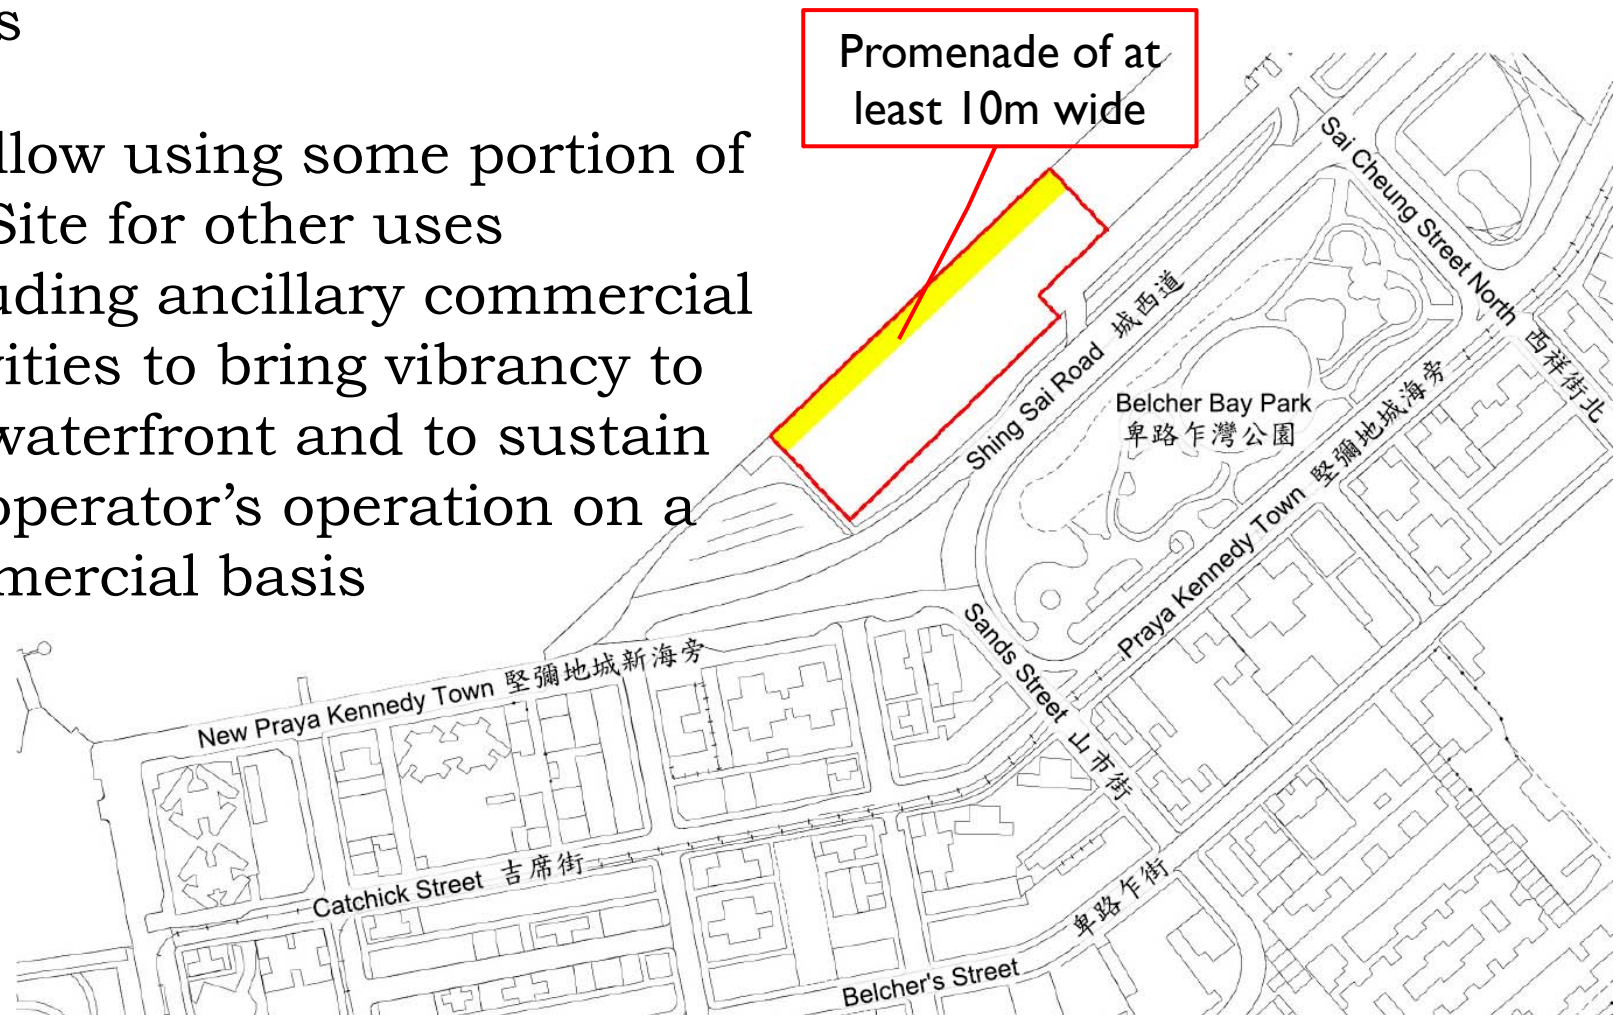 s
llow using some portion of
Site for other uses
uding ancillary commercial
vities to bring vibrancy to
waterfront and to sustain
operator’s operation on a
mercial basis
Promenade of at
least 10m wide
Sai Cheung Street North 西祥街北
Shing Sai Road 城西道
Belcher Bay Park
卑路乍灣公園
Praya Kennedy Town 堅彌地城海旁
Sands Street 山市街
New Praya Kennedy Town 堅彌地城新海旁
Catchick Street 吉席街
Belcher's Street 卑路乍街